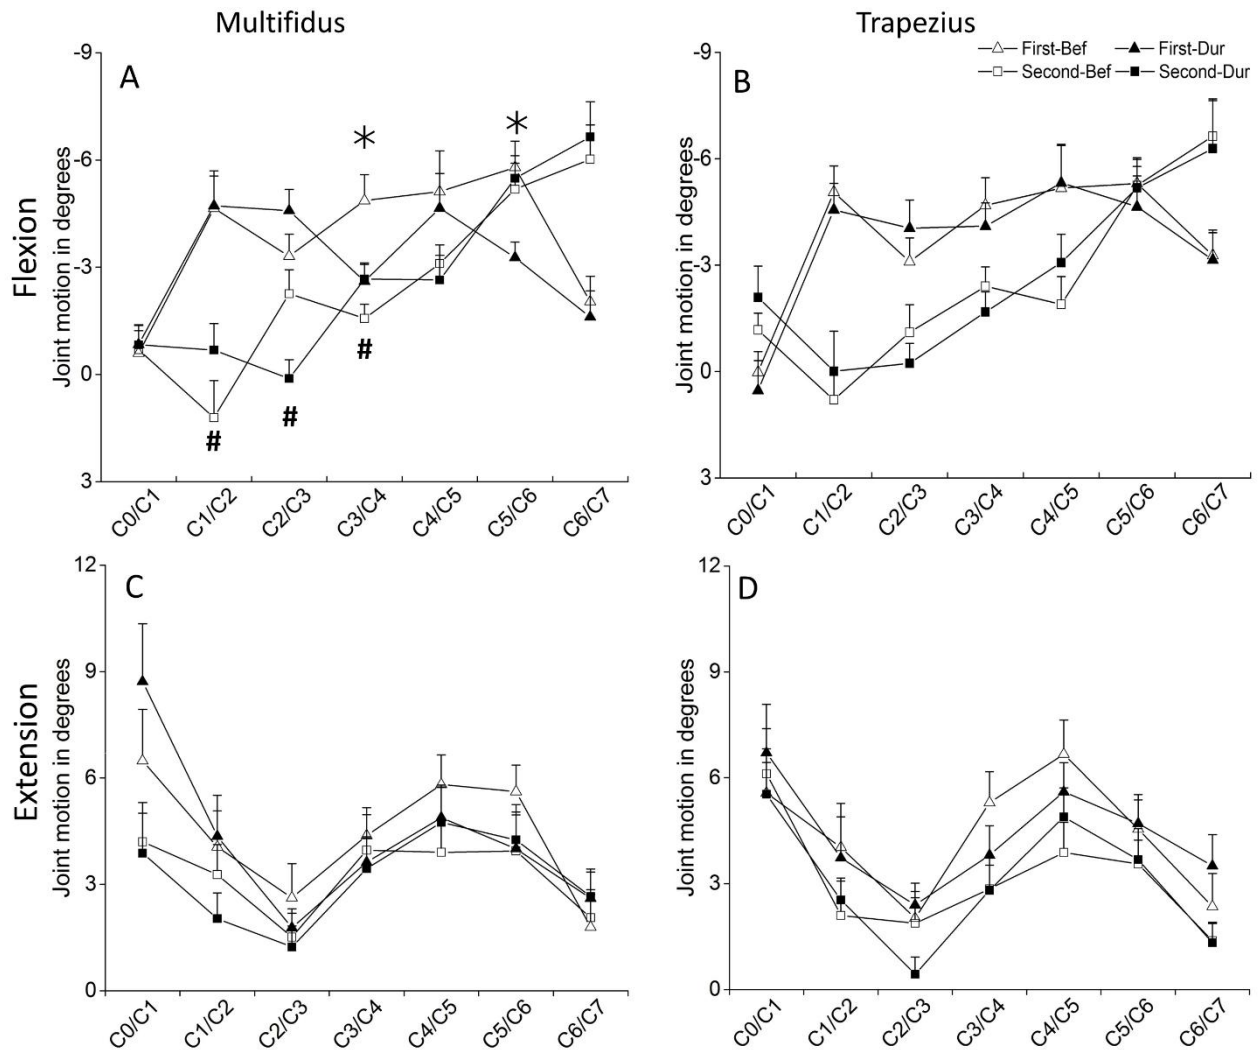 Multifidus
Trapezius
First-Bef First-Dur
Second-Bef Second-Dur
Flexion
A
Joint motion in degrees
-9
-6
-3
0
3
* *
# # #
C0/C1 C1/C2 C2/C3 C3/C4 C4/C5 C5/C6 C6/C7
B
Joint motion in degrees
-9
-6
-3
0
3
C0/C1 C1/C2 C2/C3 C3/C4 C4/C5 C5/C6 C6/C7
Extension
C
Joint motion in degrees
12
9
6
3
0
C0/C1 C1/C2 C2/C3 C3/C4 C4/C5 C5/C6 C6/C7
D
Joint motion in degrees
12
9
6
3
0
C0/C1 C1/C2 C2/C3 C3/C4 C4/C5 C5/C6 C6/C7